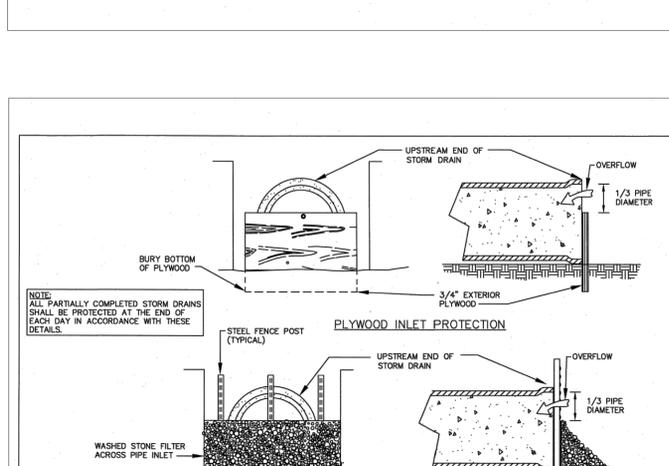 UPSTREAM END OF
STORM DRAIN
OVERFLOW
1/3 PIPE
DIAMETER
BURY BOTTOM
OF PLYWOOD
3/4" EXTERIOR
PLYWOOD
NOTE:
ALL PARTIALLY COMPLETED STORM DRAINS
SHALL BE PROTECTED AT THE END OF
EACH DAY IN ACCORDANCE WITH THESE
DETAILS.
PLYWOOD INLET PROTECTION
STEEL FENCE POST
(TYPICAL)
UPSTREAM END OF
STORM DRAIN
OVERFLOW
1/3 PIPE
DIAMETER
WASHED STONE FILTER
ACROSS PIPE INLET